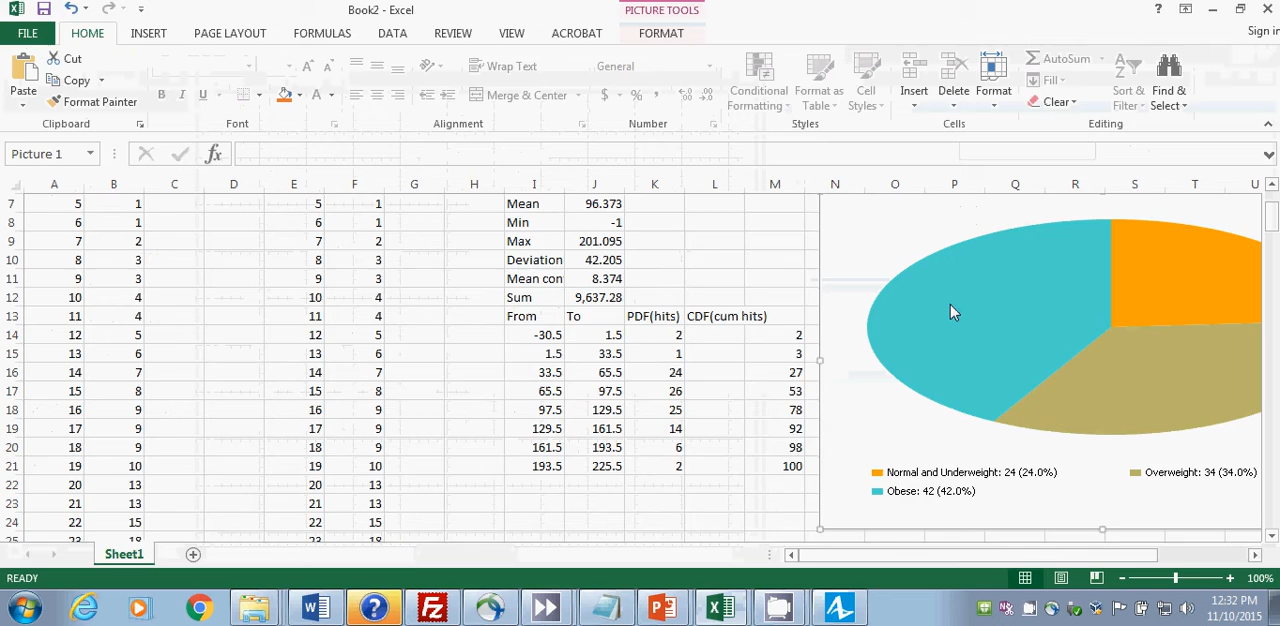 Book2 - Excel
PICTURE TOOLS
?
FILE HOME INSERT PAGE LAYOUT FORMULAS DATA REVIEW VIEW ACROBAT FORMAT Sign in
Paste
Cut
Copy
Format Painter
Clipboard
B I U
A A
A
Font
Wrap Text
Merge & Center
Alignment
General
$ % ,
Number
Conditional Formatting
Format as Table
Cell Styles
Styles
Insert
Delete
Format
Cells
AutoSum
Fill
Clear
Sort & Filter
Find & Select
Editing
Picture 1 fx
A B C D E F G H I J K L M N O P Q R S T U
7 5 1 5 1 Mean 96.373
8 6 1 6 1 Min -1
9 7 2 7 2 Max 201.095
10 8 3 8 3 Deviation 42.205
11 9 3 9 3 Mean con 8.374
12 10 4 10 4 Sum 9,637.28
13 11 4 11 4 From To PDF(hits) CDF(cum hits)
14 12 5 12 5 -30.5 1.5 2 2
15 13 6 13 6 1.5 33.5 1 3
16 14 7 14 7 33.5 65.5 24 27
17 15 8 15 8 65.5 97.5 26 53
18 16 9 16 9 97.5 129.5 25 78
19 17 9 17 9 129.5 161.5 14 92
20 18 9 18 9 161.5 193.5 6 98
21 19 10 19 10 193.5 225.5 2 100
22 20 13 20 13
23 21 13 21 13
24 22 15 22 15
25 23 18 23 18
Normal and Underweight: 24 (24.0%) Overweight: 34 (34.0%)
Obese: 42 (42.0%)
Sheet1
READY 100%
12:32 PM
11/10/2015